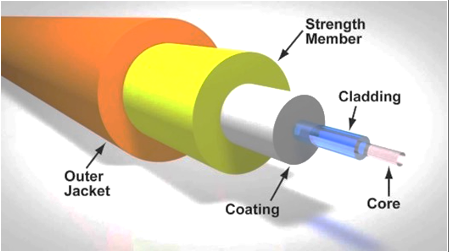 Strength
Member
Cladding
Outer
Jacket
Coating
Core